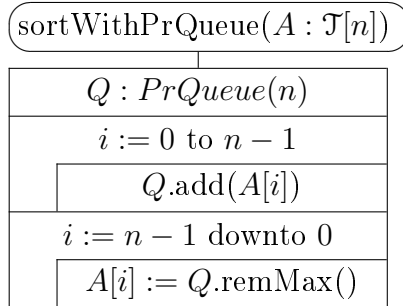 sortWithPrQueue(A : 𝒯[n])
Q : PrQueue(n)
i := 0 to n − 1
Q.add(A[i])
i := n − 1 downto 0
A[i] := Q.remMax()